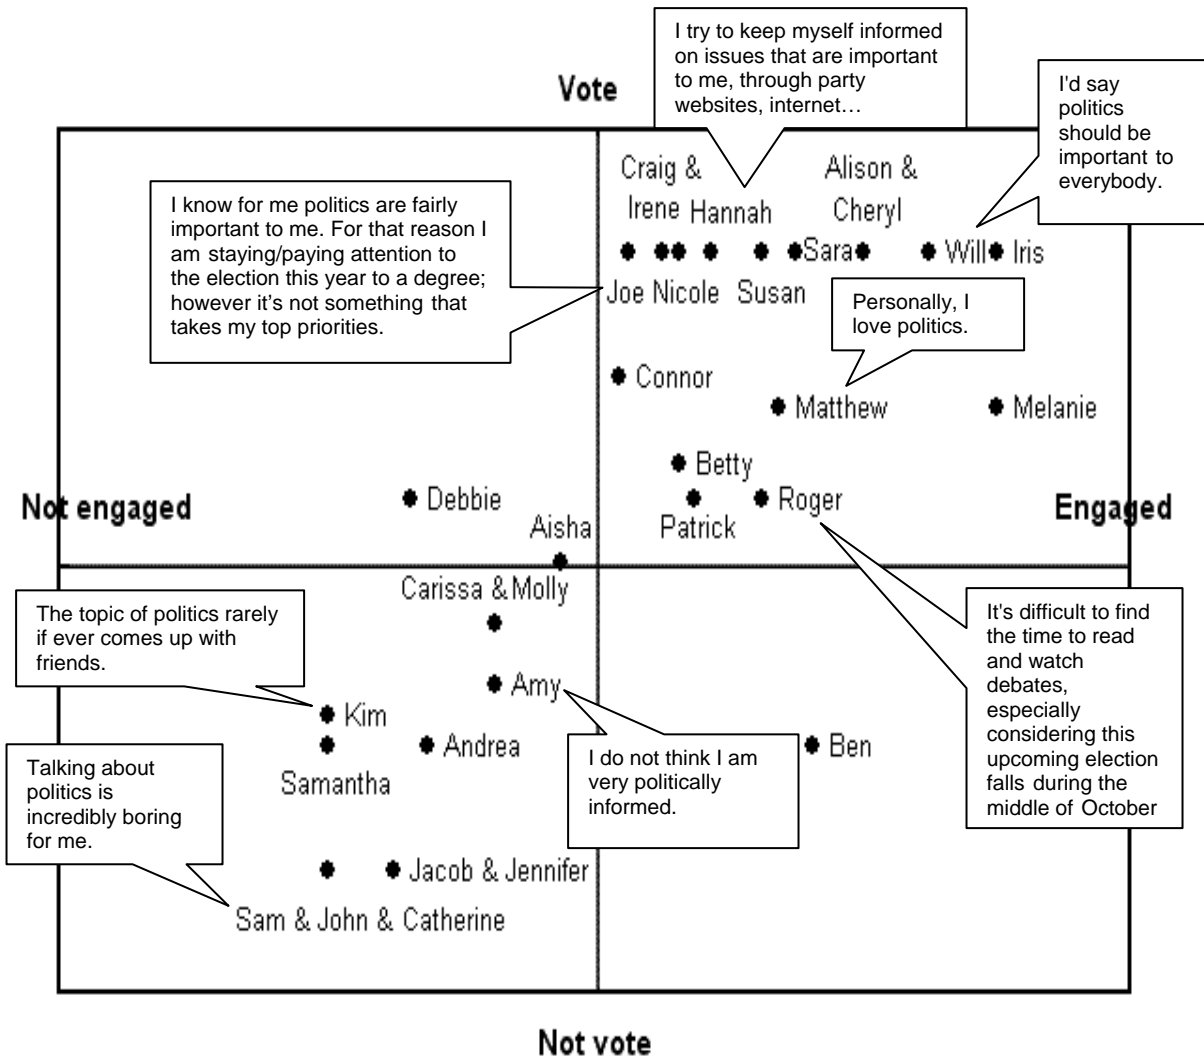 I try to keep myself informed
on issues that are important
to me, through party
websites, internet…
Vote
I'd say
politics
should be
important to
everybody.
Craig &
Irene
Hannah
Alison &
Cheryl
I know for me politics are fairly
important to me. For that reason I
am staying/paying attention to
the election this year to a degree;
however it's not something that
takes my top priorities.
Sara
Will
Iris
Joe Nicole
Susan
Personally, I
love politics.
Connor
Matthew
Melanie
Betty
Not engaged
Debbie
Aisha
Patrick
Roger
Engaged
Carissa & Molly
The topic of politics rarely
if ever comes up with
friends.
It's difficult to find
the time to read
and watch
debates,
especially
considering this
upcoming election
falls during the
middle of October
Amy
Kim
Samantha
Andrea
Ben
I do not think I am
very politically
informed.
Talking about
politics is
incredibly boring
for me.
Jacob & Jennifer
Sam & John & Catherine
Not vote